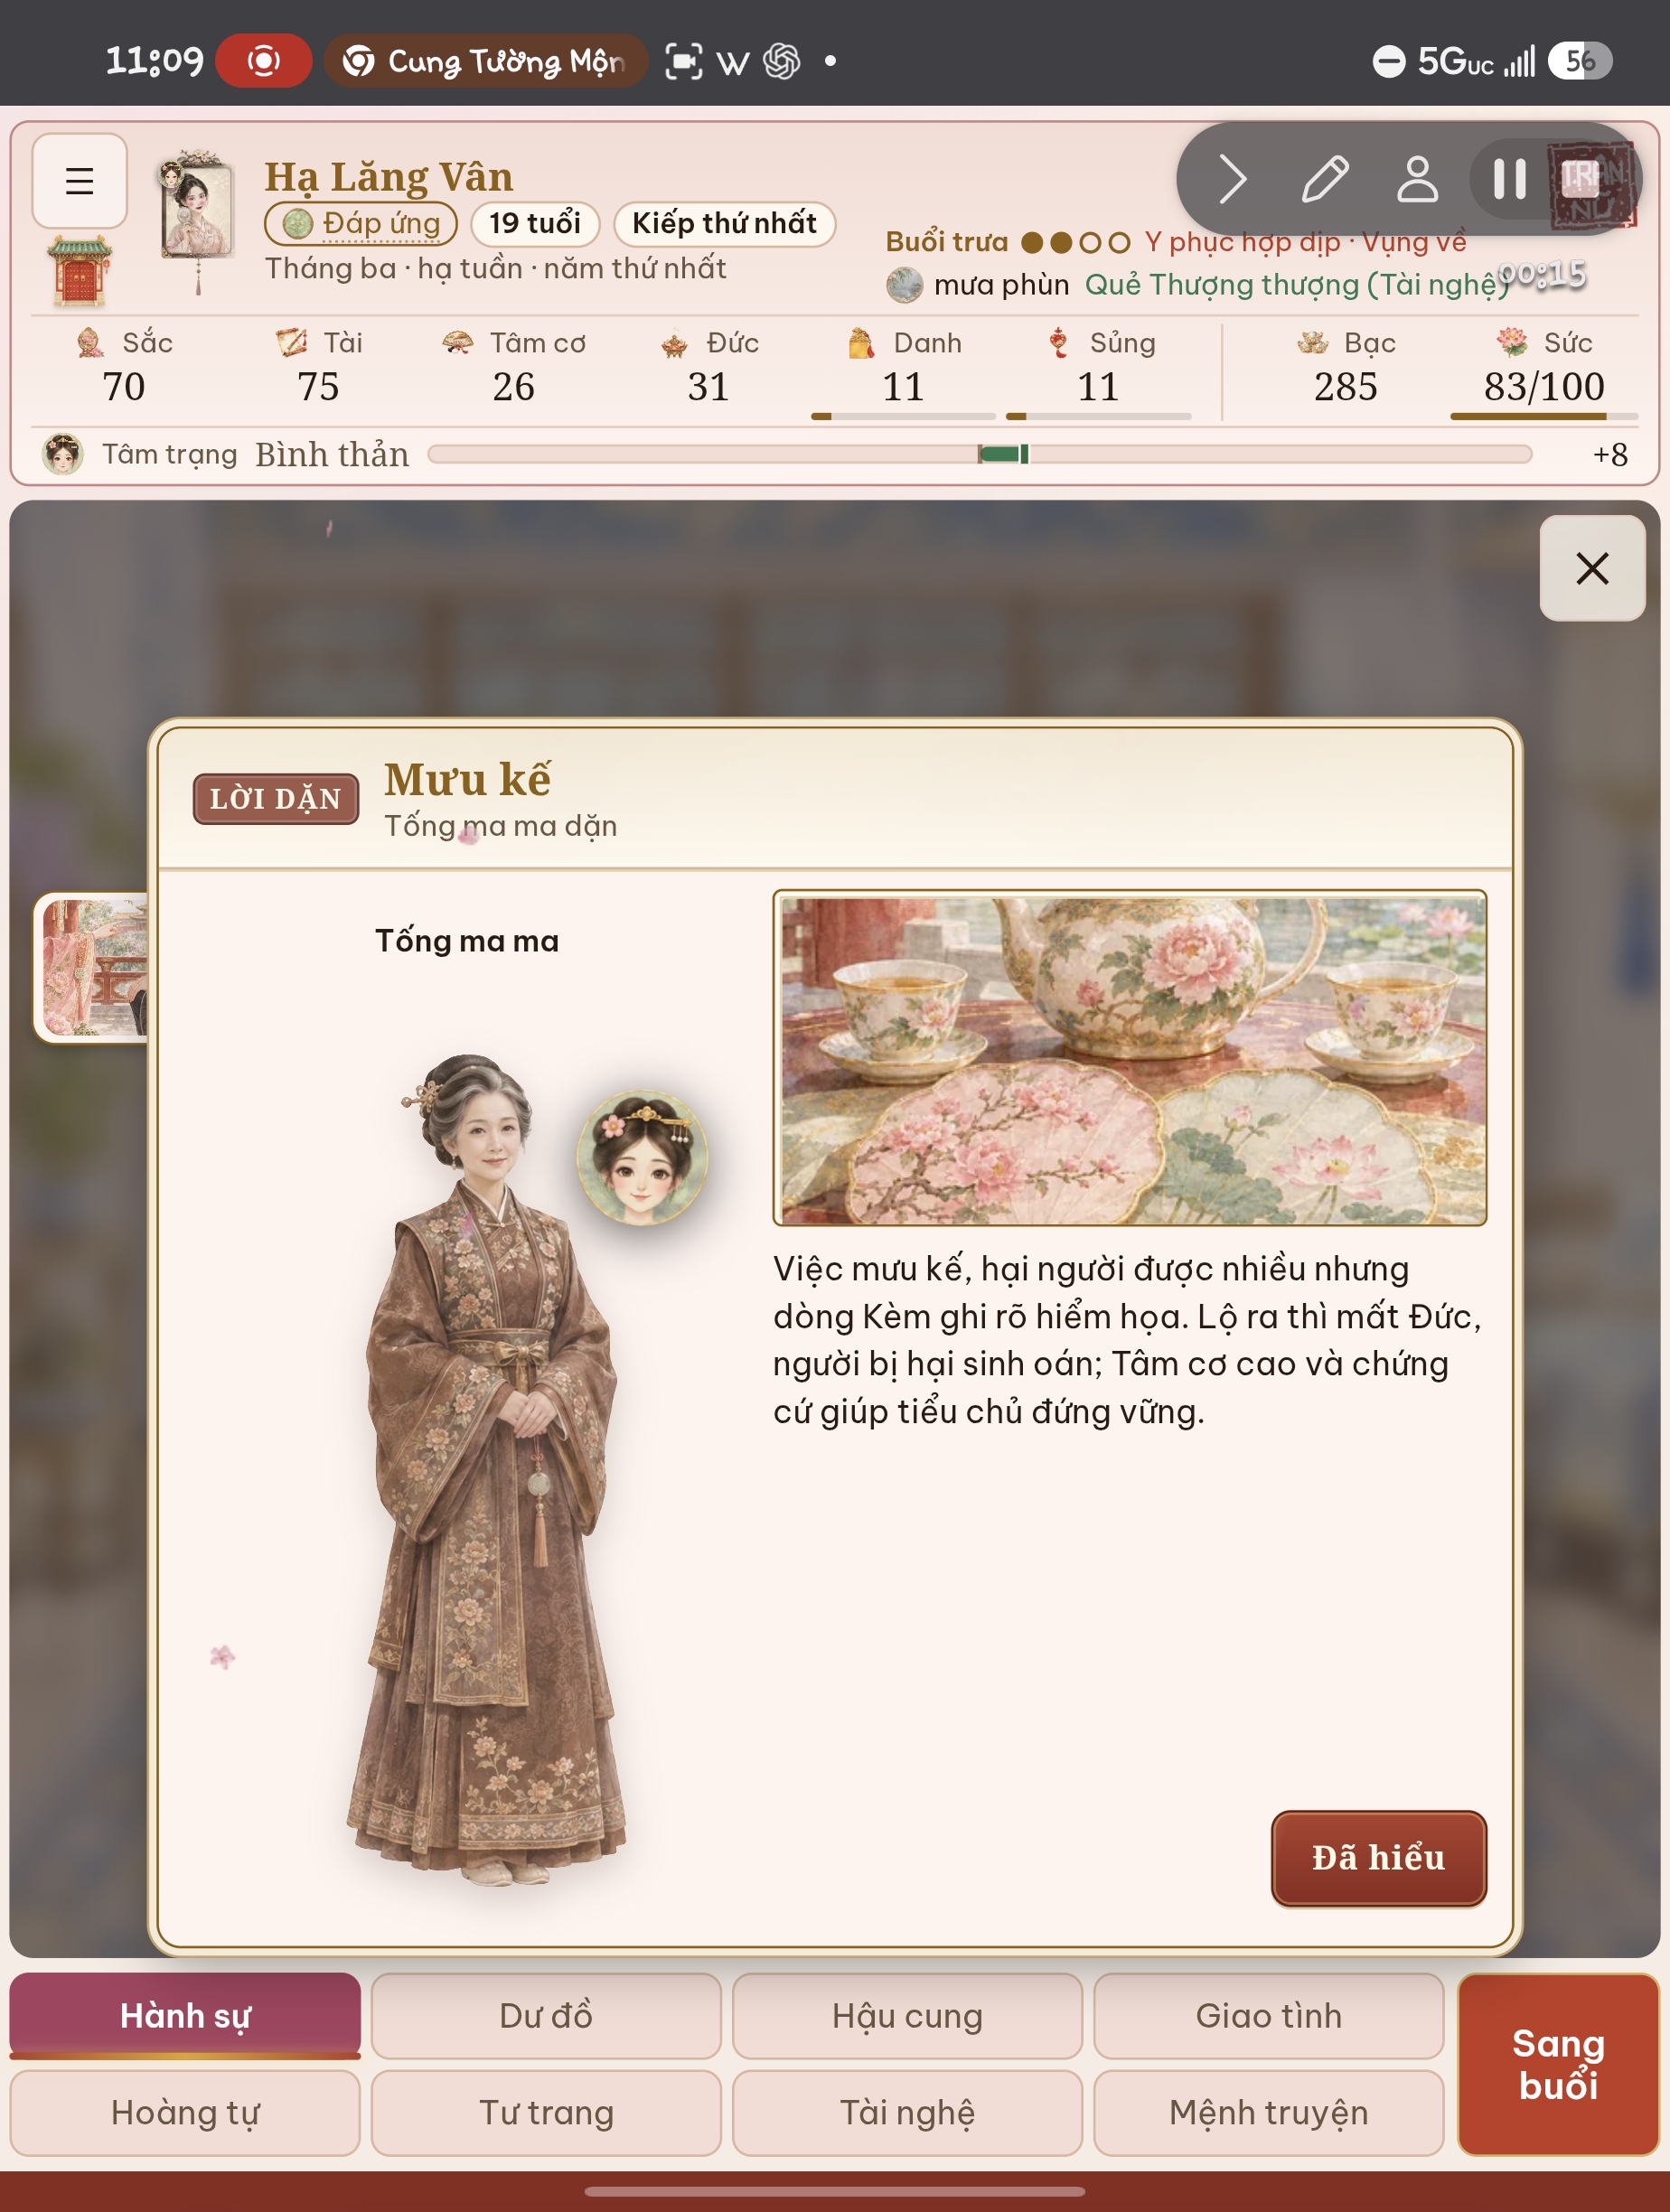 11:09
Cung Tường Môn
W
5GUC
56
Hạ Lăng Vân
Đáp ứng
19 tuổi
Kiếp thứ nhất
Tháng ba · hạ tuần · năm thứ nhất
Buổi trưa
Y phục hợp dịp · Vụng về
mưa phùn
Quẻ Thượng thượng (Tài nghệ)
00:15
Sắc
Tài
Tâm cơ
Đức
Danh
Sủng
Bạc
Sức
70
75
26
31
11
11
285
83/100
Tâm trạng
Bình thản
+8
LỜI DẶN
Mưu kế
Tống ma ma dặn
Tống ma ma
Việc mưu kế, hại người được nhiều nhưng
dòng Kèm ghi rõ hiểm họa. Lộ ra thì mất Đức,
người bị hại sinh oán; Tâm cơ cao và chứng
cứ giúp tiểu chủ đứng vững.
Đã hiểu
Hành sự
Dư đồ
Hậu cung
Giao tình
Sang
buổi
Hoàng tự
Tư trang
Tài nghệ
Mệnh truyện